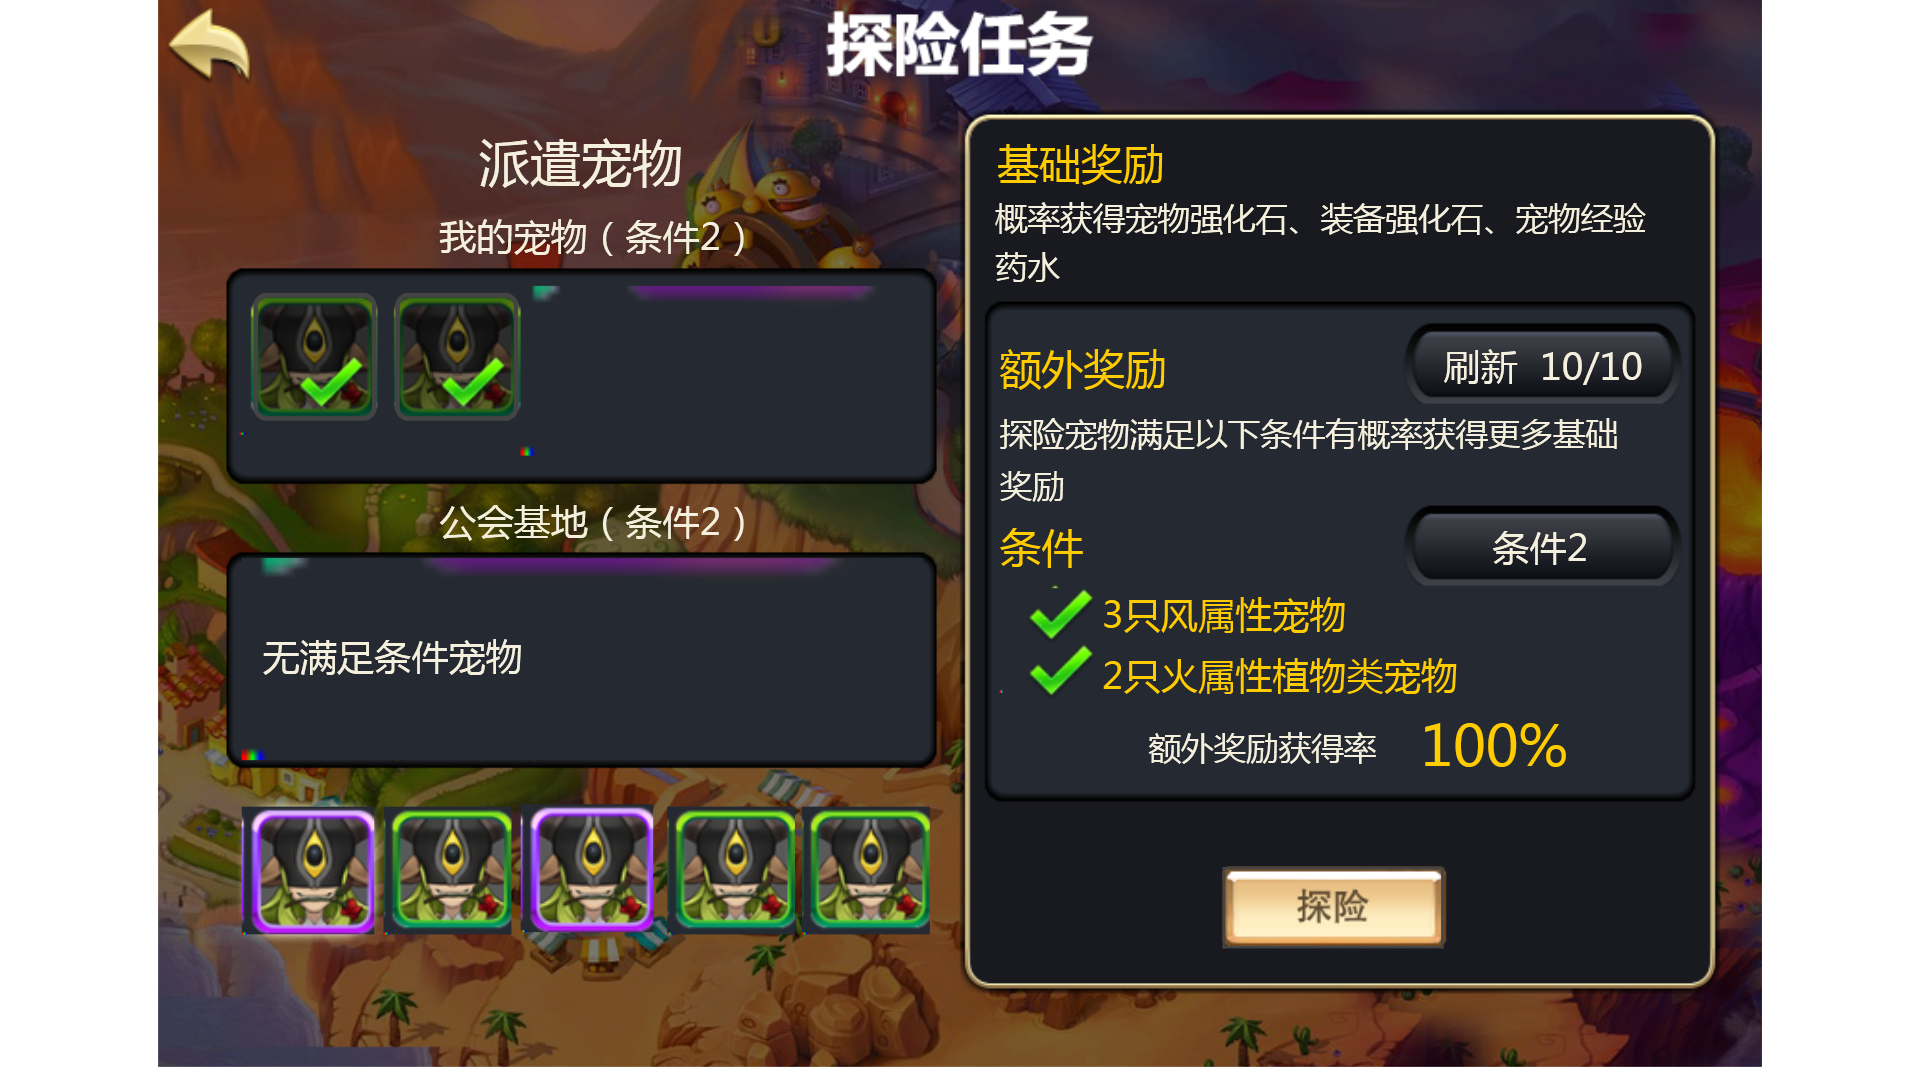 探险任务
派遣宠物
我的宠物（条件2）
公会基地（条件2）
无满足条件宠物
基础奖励
概率获得宠物强化石、装备强化石、宠物经验
药水
额外奖励
刷新 10/10
探险宠物满足以下条件有概率获得更多基础
奖励
条件
条件2
3只风属性宠物
2只火属性植物类宠物
额外奖励获得率 100%
探险